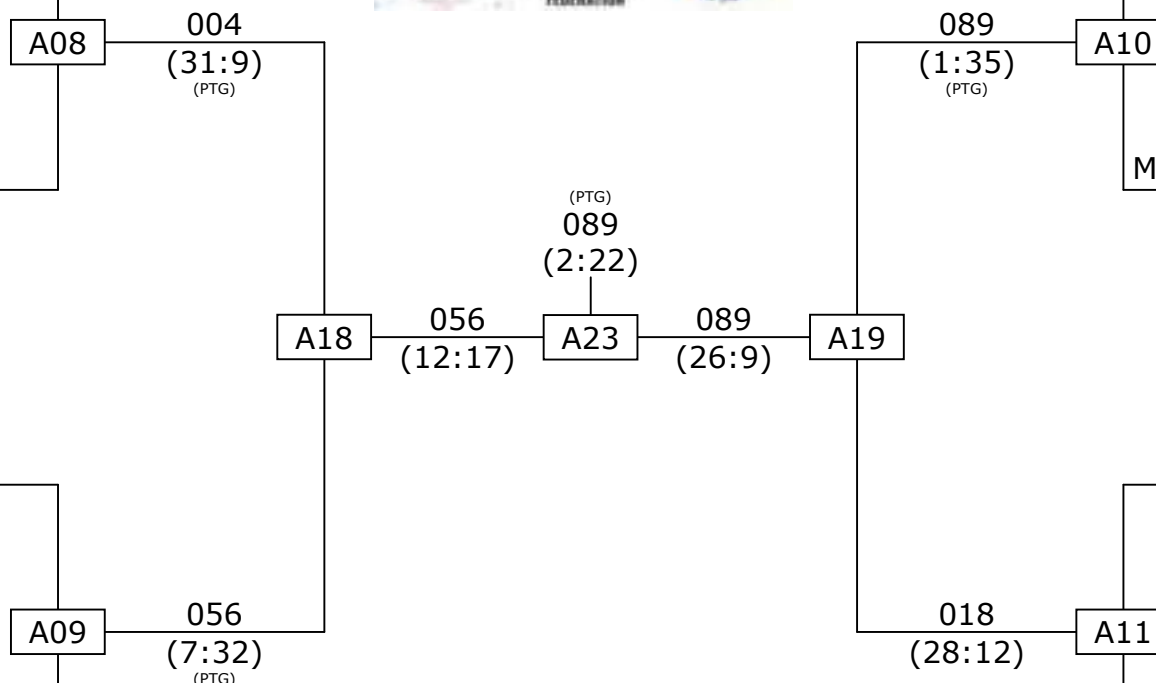 FEDERATION
A08
004
(31:9)
(PTG)
089
(1:35)
(PTG)
A10
M
(PTG)
089
(2:22)
A18
056
(12:17)
A23
089
(26:9)
A19
A09
056
(7:32)
(PTG)
018
(28:12)
A11